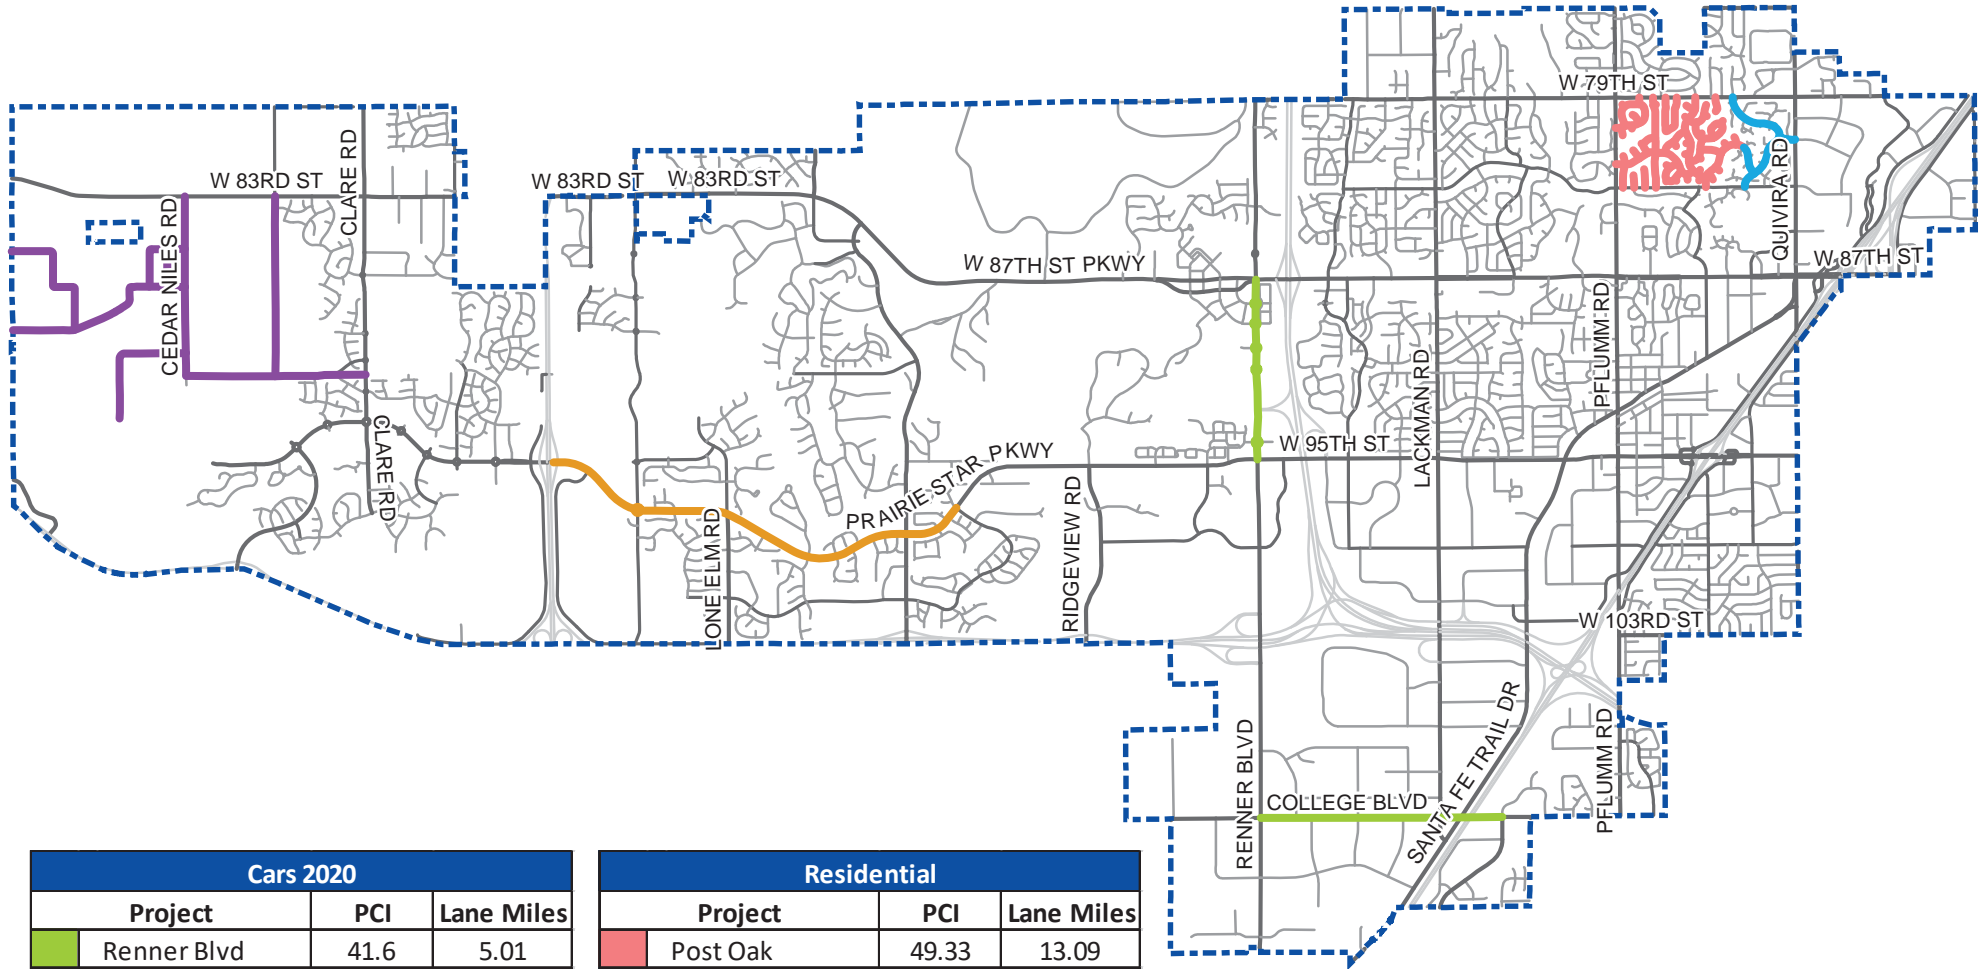 W 79TH ST
CLARE RD
W 83RD ST
W 83RD ST
W 83RD ST
QUIVIRA RD
CEDAR NILES RD
W 87TH ST PKWY
W 87TH ST
PFLUMM RD
LACKMAN RD
CLARE RD
W 95TH ST
PRAIRIE STAR PKWY
RIDGEVIEW RD
LONE ELM RD
W 103RD ST
SANTA FE TRAIL DR
PFLUMM RD
RENNER BLVD
COLLEGE BLVD
Cars 2020
Project PCI Lane Miles
Renner Blvd 41.6 5.01
Residential
Project PCI Lane Miles
Post Oak 49.33 13.09